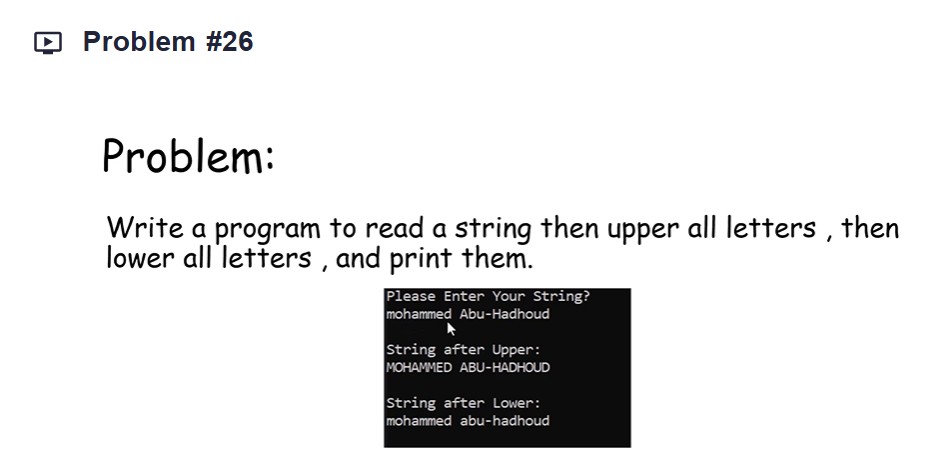 Problem #26
Problem:
Write a program to read a string then upper all letters , then
lower all letters , and print them.
Please Enter Your String?
mohammed Abu-Hadhoud
String after Upper:
MOHAMMED ABU-HADHOUD
String after Lower:
mohammed abu-hadhoud